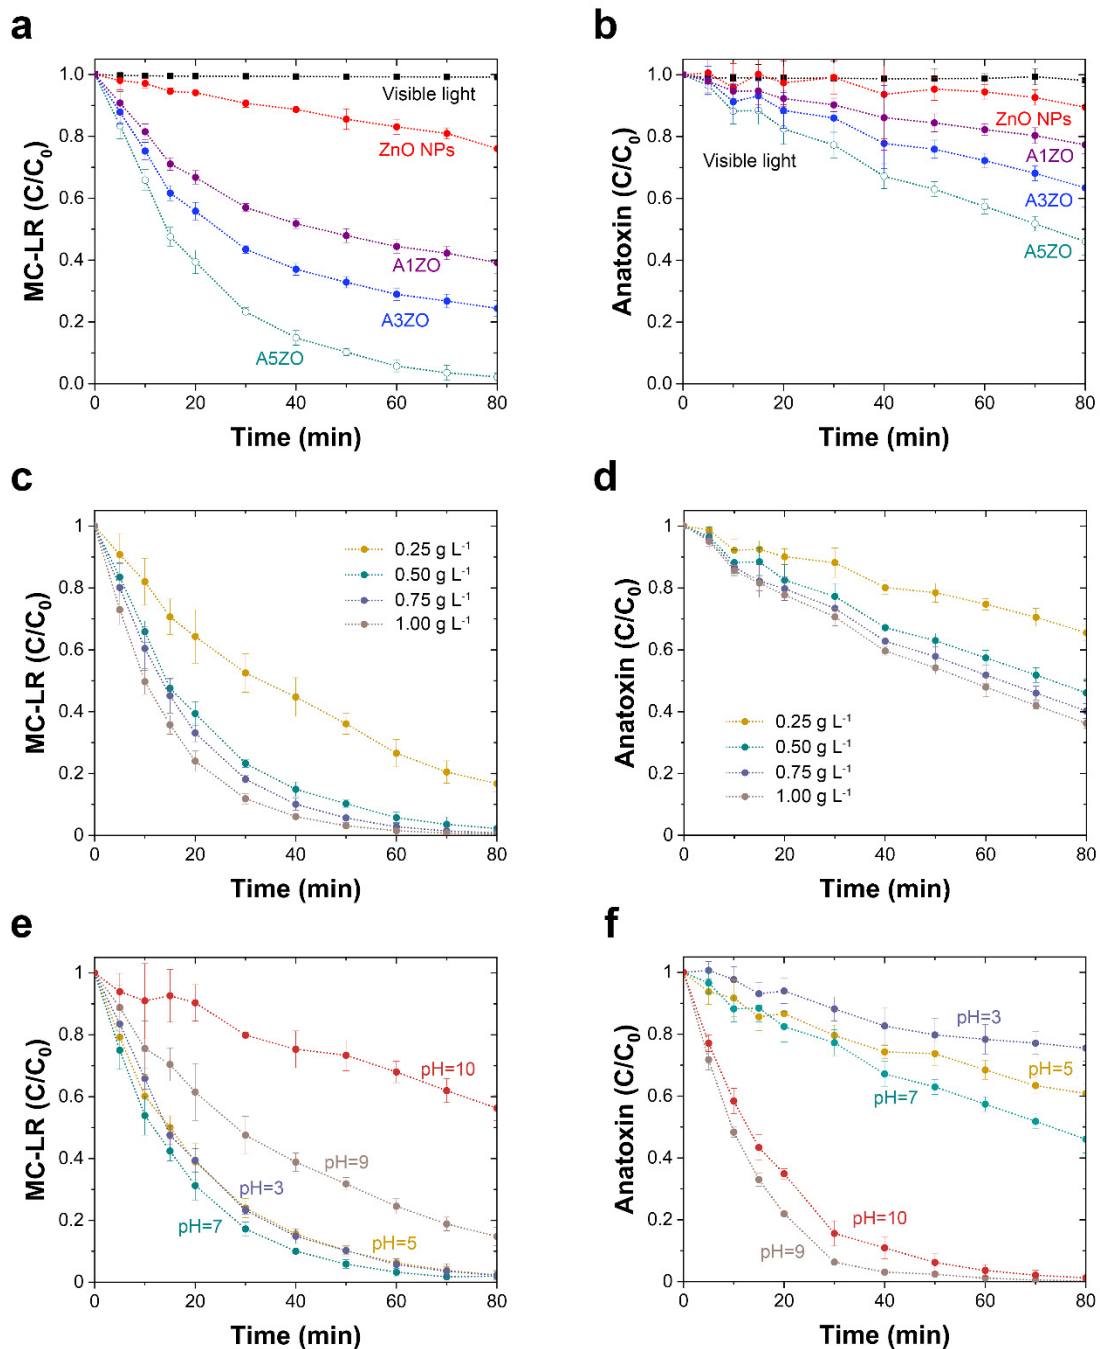 a
MC-LR (C/C₀)
1.0
0.8
0.6
0.4
0.2
0.0
Visible light
ZnO NPs
A1ZO
A3ZO
A5ZO
0 20 40 60 80
Time (min)
b
Anatoxin (C/C₀)
1.0
0.8
0.6
0.4
0.2
0.0
ZnO NPs
A1ZO
Visible light
A3ZO
A5ZO
0 20 40 60 80
Time (min)
c
MC-LR (C/C₀)
1
0.8
0.6
0.4
0.2
0
0.25 g L⁻¹
0.50 g L⁻¹
0.75 g L⁻¹
1.00 g L⁻¹
0 20 40 60 80
Time (min)
d
Anatoxin (C/C₀)
1
0.8
0.6
0.4
0.2
0
0.25 g L⁻¹
0.50 g L⁻¹
0.75 g L⁻¹
1.00 g L⁻¹
0 20 40 60 80
Time (min)
e
MC-LR (C/C₀)
1
0.8
0.6
0.4
0.2
0
pH=10
pH=9
pH=3
pH=7
pH=5
0 20 40 60 80
Time (min)
f
Anatoxin (C/C₀)
1
0.8
0.6
0.4
0.2
0
pH=3
pH=5
pH=7
pH=10
pH=9
0 20 40 60 80
Time (min)